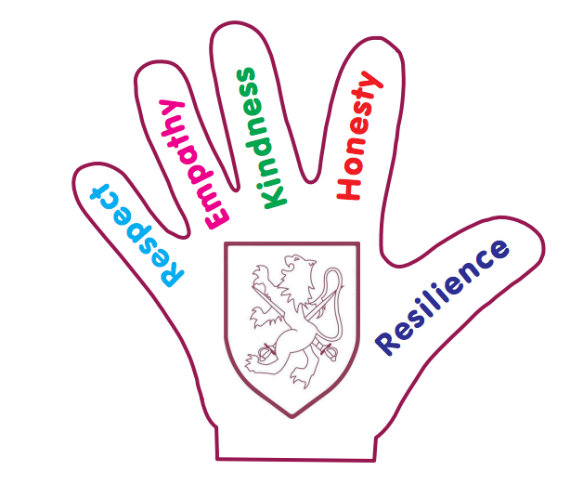 Respect
Empathy
Kindness
Honesty
Resilience